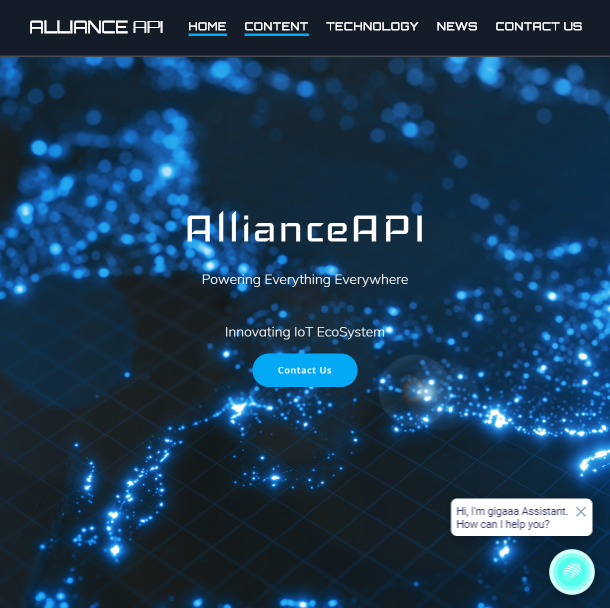 ALLIANCE API HOME CONTENT TECHNOLOGY NEWS CONTACT US
AllianceAPI
Powering Everything Everywhere
Innovating IoT EcoSystem
Contact Us
Hi, I'm gigaaa Assistant.
How can I help you?